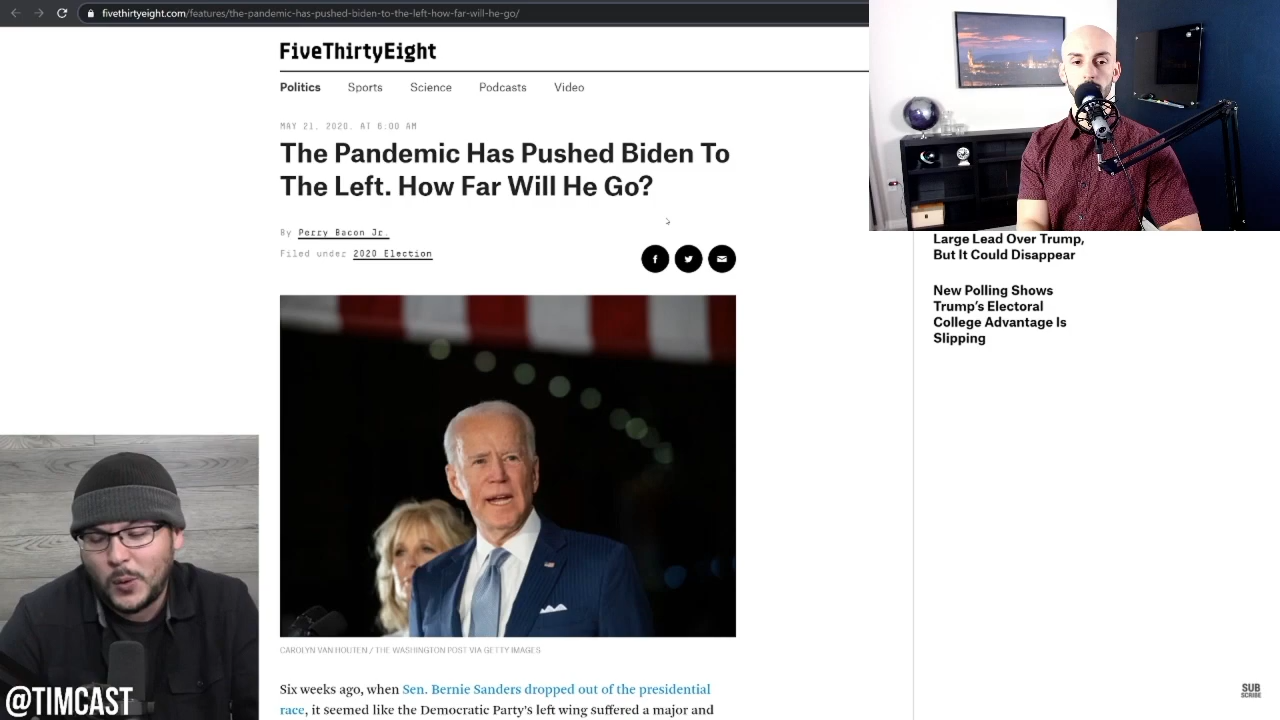 fivethirtyeight.com/features/the-pandemic-has-pushed-biden-to-the-left-how-far-will-he-go/
FiveThirtyEight
Politics Sports Science Podcasts Video
MAY 21, 2020, AT 6:00 AM
The Pandemic Has Pushed Biden To
The Left. How Far Will He Go?
By Perry Bacon Jr.
Filed under 2020 Election
Large Lead Over Trump,
But It Could Disappear
New Polling Shows
Trump's Electoral
College Advantage Is
Slipping
CAROLYN VAN HOUTEN / THE WASHINGTON POST VIA GETTY IMAGES
Six weeks ago, when Sen. Bernie Sanders dropped out of the presidential
race, it seemed like the Democratic Party's left wing suffered a major and
@TIMCAST
SUB
SCRIBE